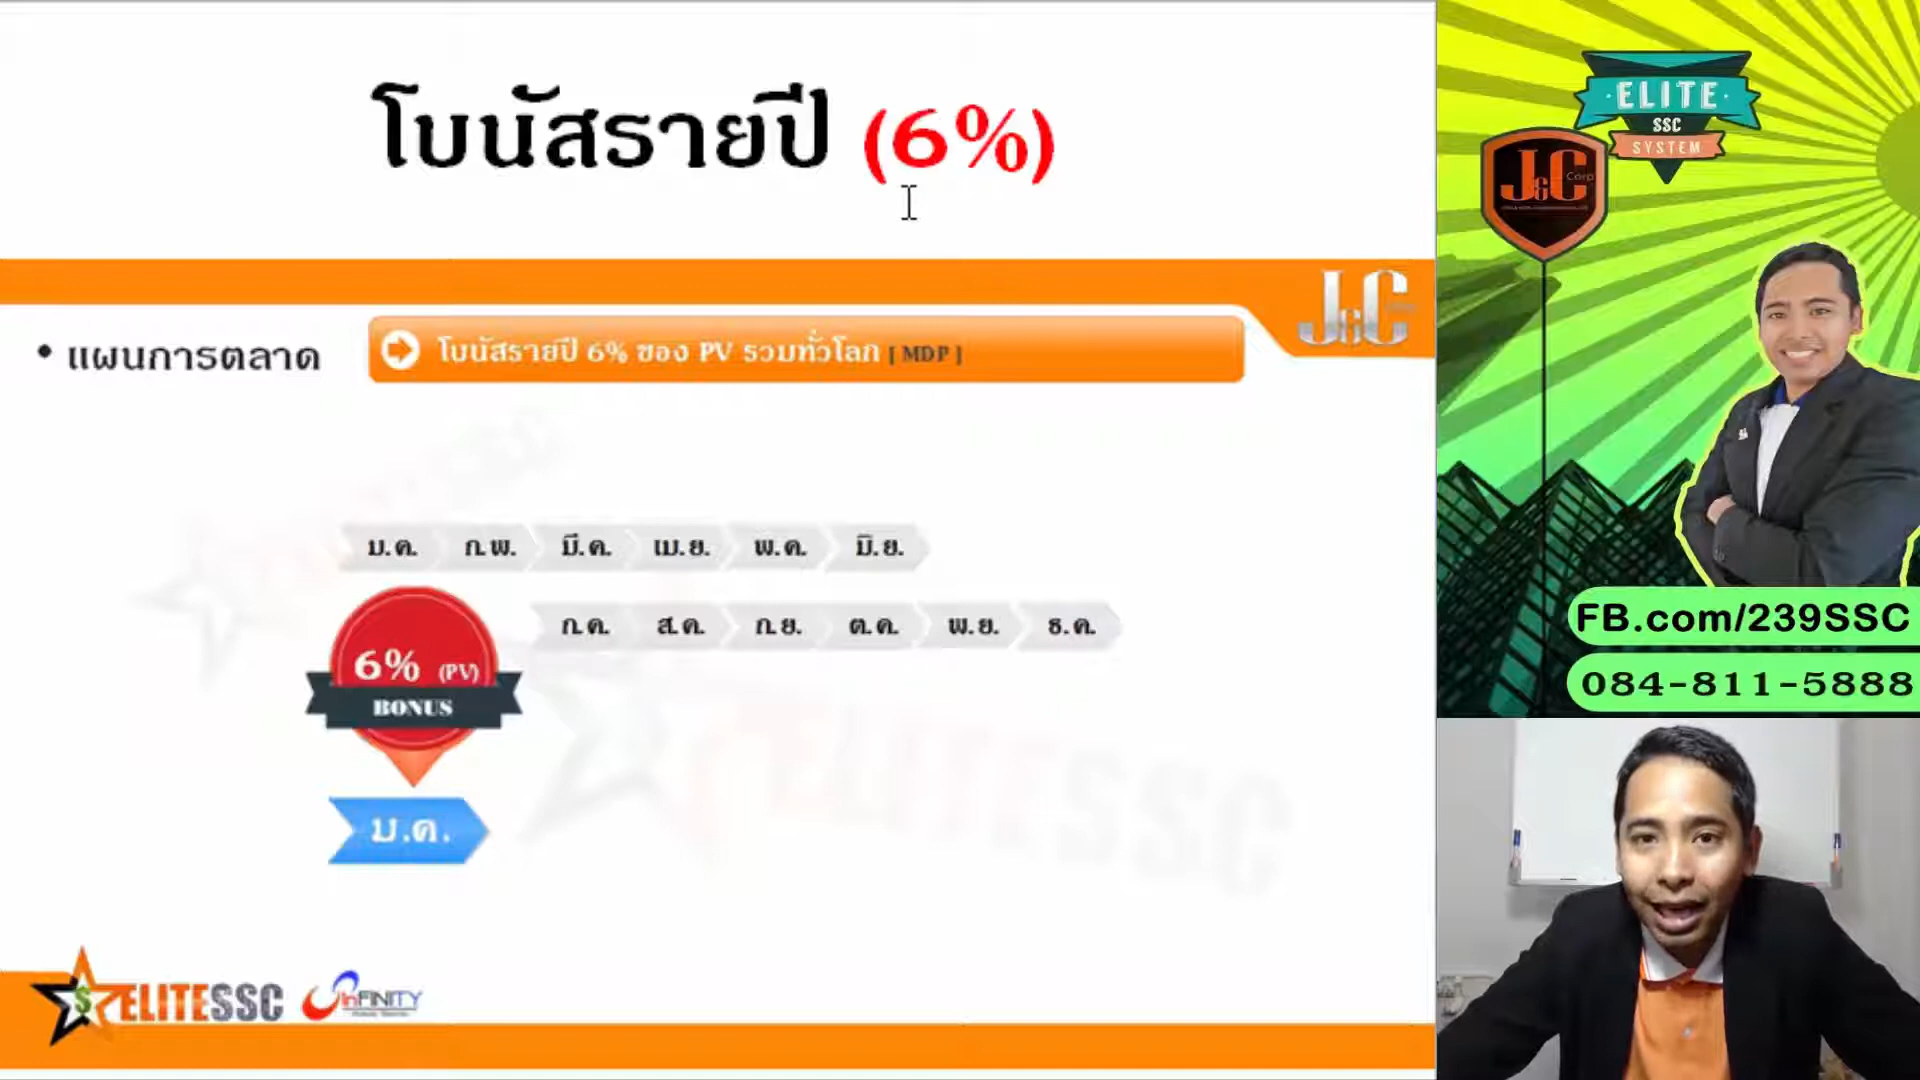 โบนัสรายปี (6%)
• แผนการตลาด
โบนัสรายปี 6% ของ PV รวมทั่วโลก [ MDP ]
J&C
ม.ค. ก.พ. มี.ค. เม.ย. พ.ค. มิ.ย.
ก.ค. ส.ค. ก.ย. ต.ค. พ.ย. ธ.ค.
6% (PV)
BONUS
ม.ค.
ELITESSC
ELITESSC
InFINITY
ELITE
SSC
SYSTEM
J&C Corp
FB.com/239SSC
084-811-5888